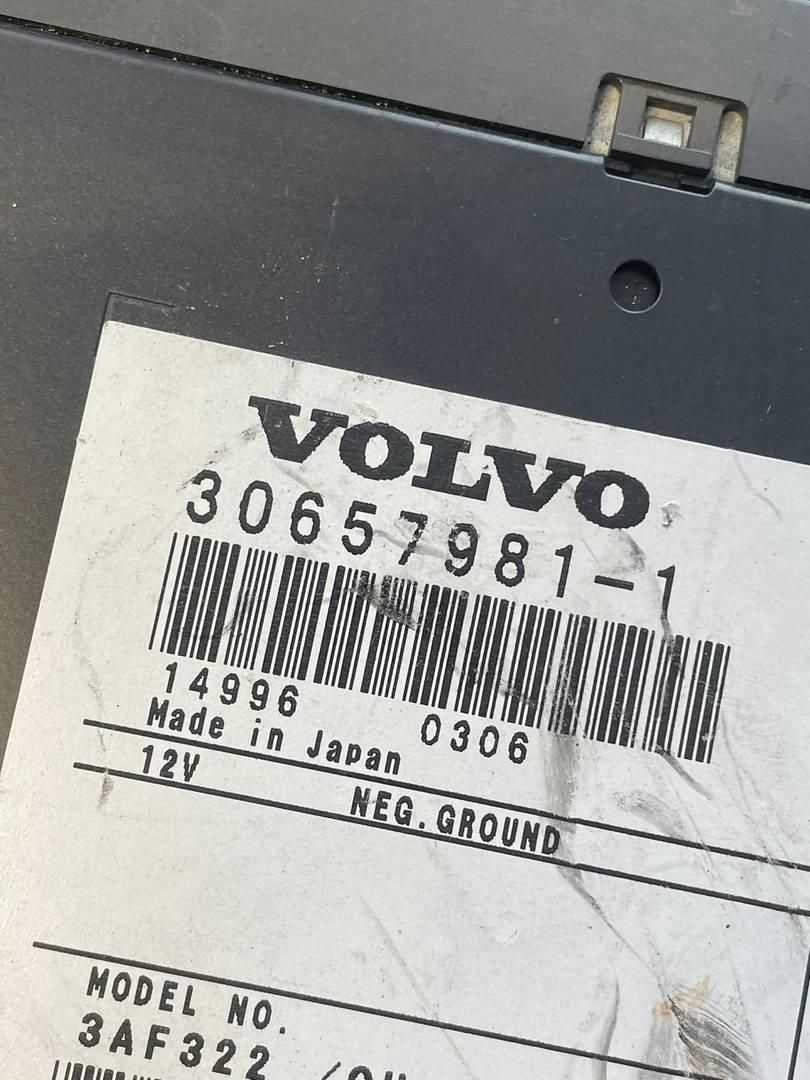 VOLVO
30657981-1
14996 0306
Made in Japan
12V NEG.GROUND
MODEL NO.
3AF322